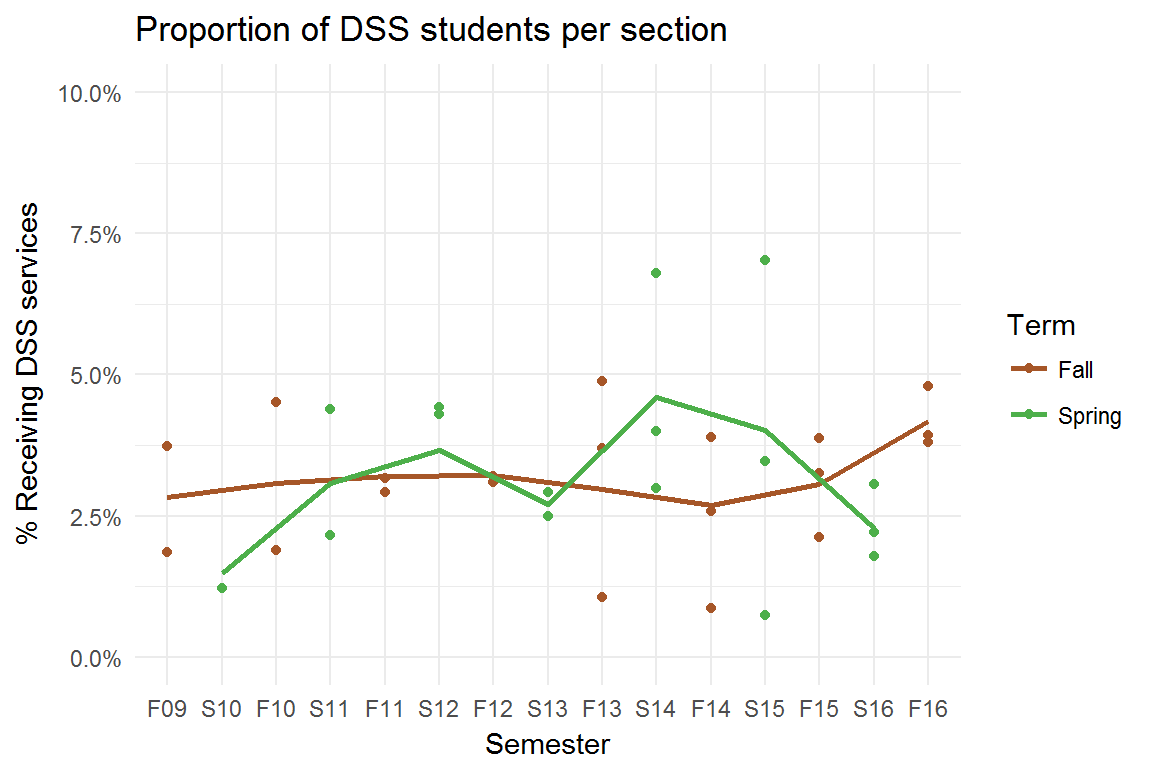 Proportion of DSS students per section
% Receiving DSS services
10.0%
7.5%
5.0%
2.5%
0.0%
F09 S10 F10 S11 F11 S12 F12 S13 F13 S14 F14 S15 F15 S16 F16
Semester
Term
Fall
Spring